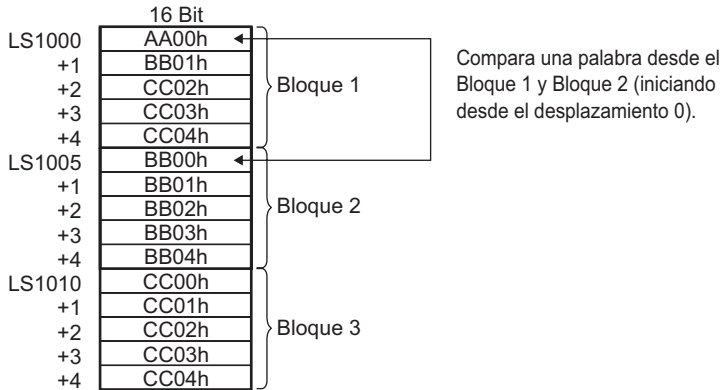 16 Bit
LS1000 AA00h
+1 BB01h
+2 CC02h Bloque 1
+3 CC03h
+4 CC04h
LS1005 BB00h
+1 BB01h
+2 BB02h Bloque 2
+3 BB03h
+4 BB04h
LS1010 CC00h
+1 CC01h
+2 CC02h Bloque 3
+3 CC03h
+4 CC04h
Compara una palabra desde el
Bloque 1 y Bloque 2 (iniciando
desde el desplazamiento 0).